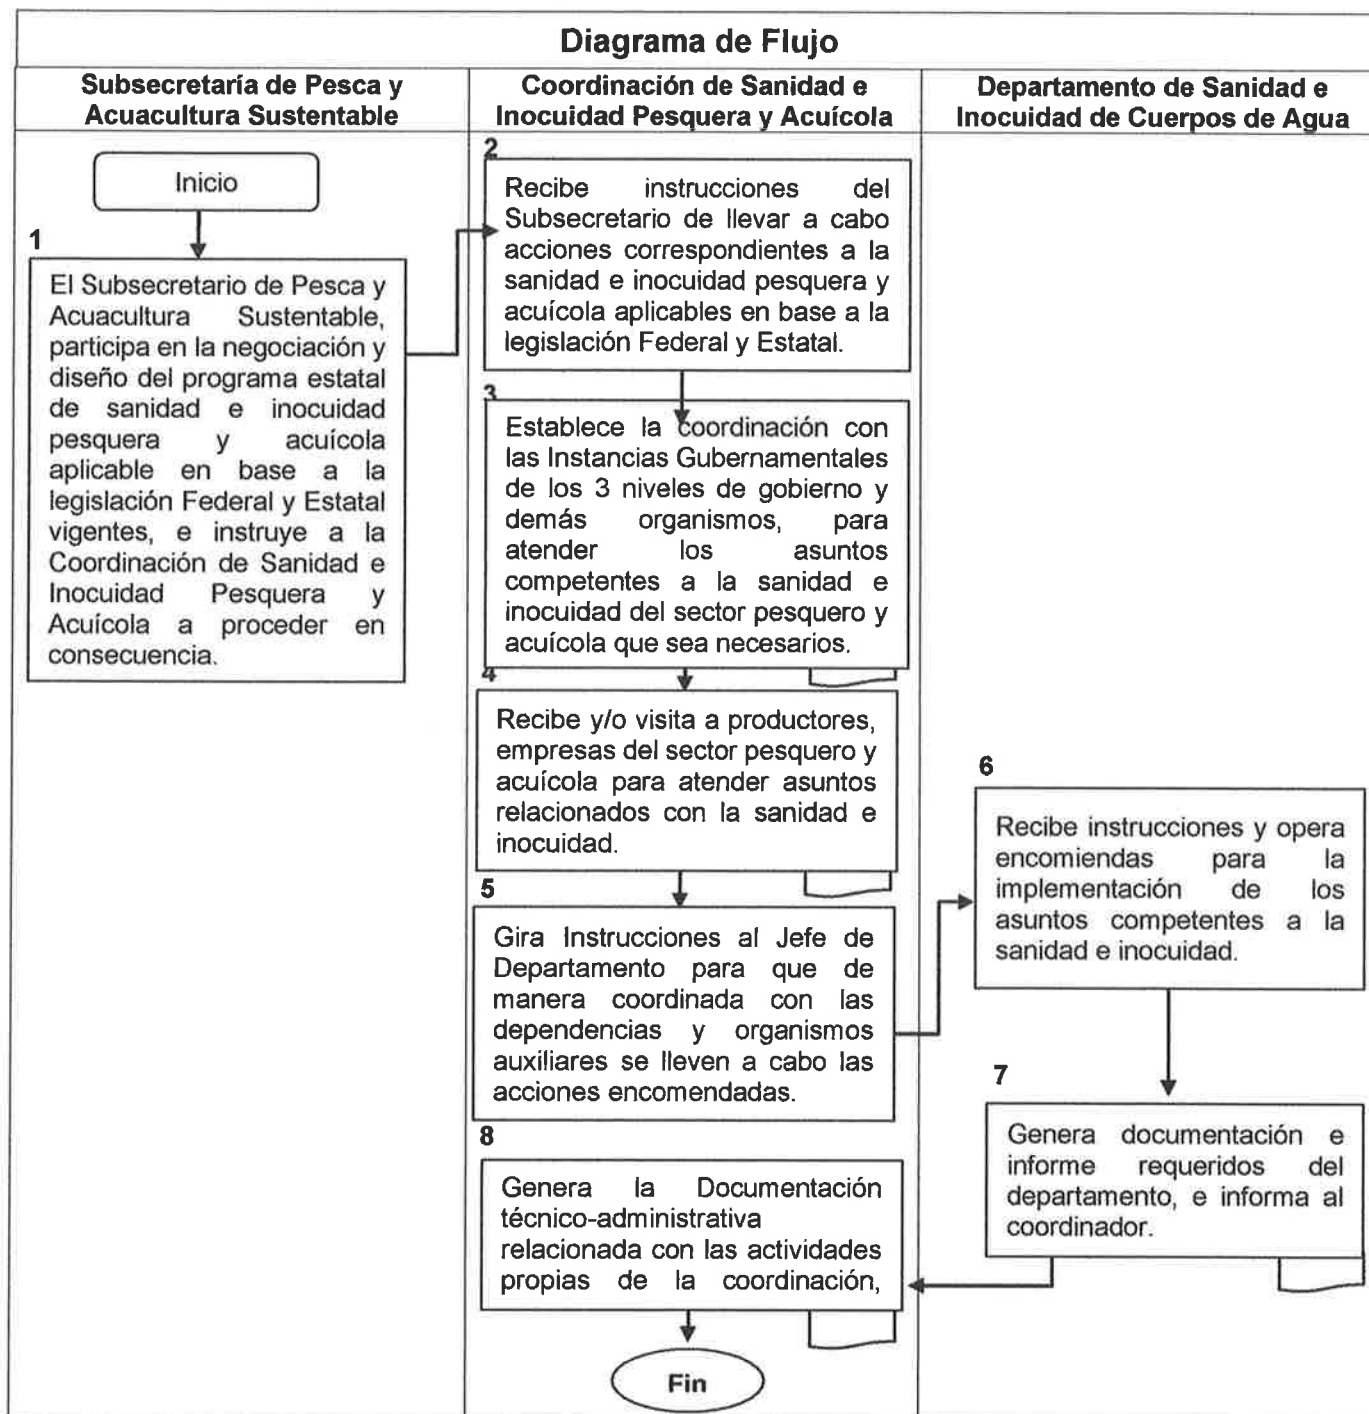 Diagrama de Flujo
Subsecretaría de Pesca y
Acuacultura Sustentable
Coordinación de Sanidad e
Inocuidad Pesquera y Acuícola
Departamento de Sanidad e
Inocuidad de Cuerpos de Agua
Inicio
1
El Subsecretario de Pesca y
Acuacultura Sustentable,
participa en la negociación y
diseño del programa estatal
de sanidad e inocuidad
pesquera y acuícola
aplicable en base a la
legislación Federal y Estatal
vigentes, e instruye a la
Coordinación de Sanidad e
Inocuidad Pesquera y
Acuícola a proceder en
consecuencia.
2
Recibe instrucciones del
Subsecretario de llevar a cabo
acciones correspondientes a la
sanidad e inocuidad pesquera y
acuícola aplicables en base a la
legislación Federal y Estatal.
3
Establece la coordinación con
las Instancias Gubernamentales
de los 3 niveles de gobierno y
demás organismos, para
atender los asuntos
competentes a la sanidad e
inocuidad del sector pesquero y
acuícola que sea necesarios.
4
Recibe y/o visita a productores,
empresas del sector pesquero y
acuícola para atender asuntos
relacionados con la sanidad e
inocuidad.
5
Gira Instrucciones al Jefe de
Departamento para que de
manera coordinada con las
dependencias y organismos
auxiliares se lleven a cabo las
acciones encomendadas.
6
Recibe instrucciones y opera
encomiendas para la
implementación de los
asuntos competentes a la
sanidad e inocuidad.
7
Genera documentación e
informe requeridos del
departamento, e informa al
coordinador.
8
Genera la Documentación
técnico-administrativa
relacionada con las actividades
propias de la coordinación,
Fin